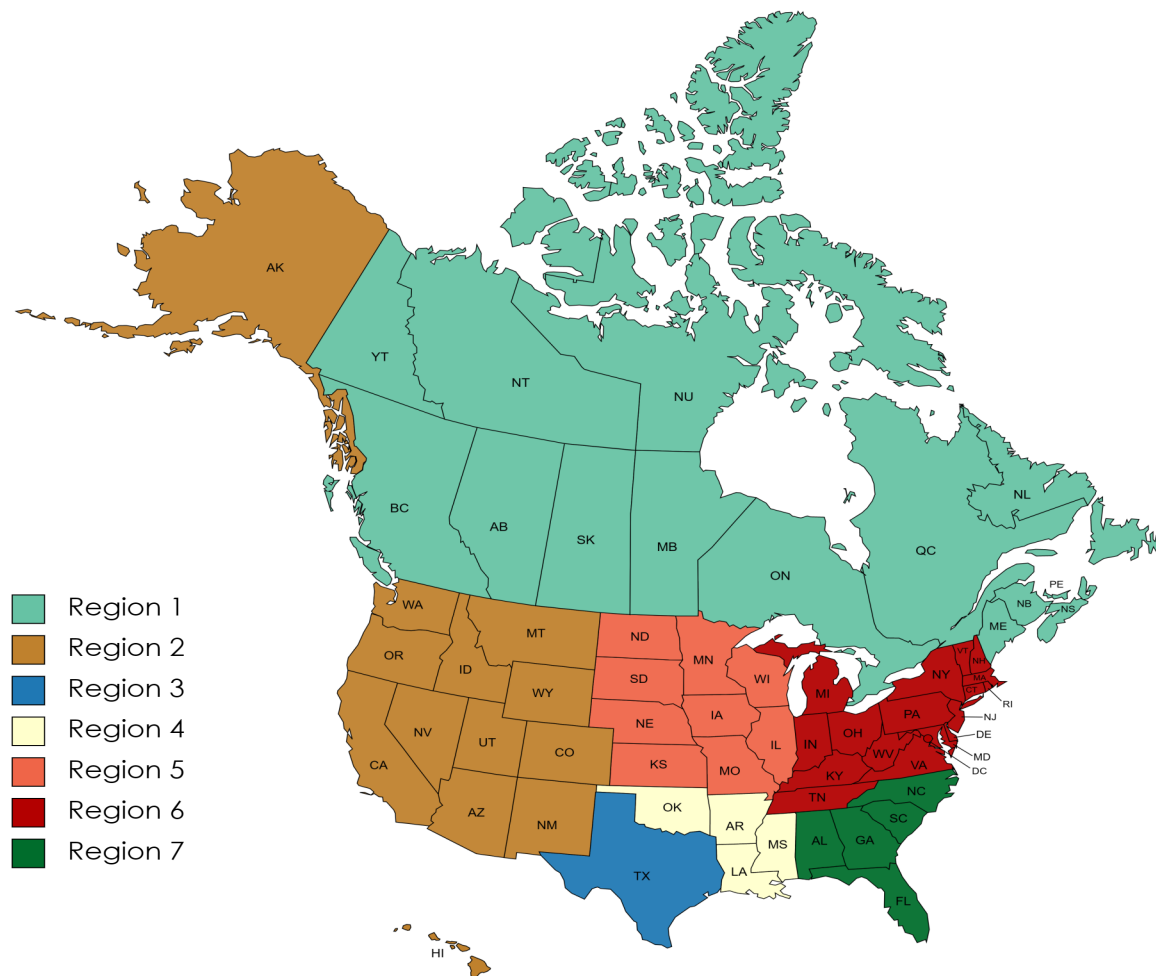 AK
YT
NT
NU
BC
AB
SK
MB
ON
QC
NL
PE
NB
NS
ME
WA
MT
ND
MN
OR
ID
SD
WI
MI
NY
VT
NH
MA
CT
RI
WY
NE
IA
PA
NJ
NV
UT
CO
IL
IN
OH
WV
DE
MD
DC
VA
CA
KS
MO
KY
TN
NC
AZ
NM
OK
AR
MS
AL
GA
SC
TX
LA
FL
HI
Region 1
Region 2
Region 3
Region 4
Region 5
Region 6
Region 7